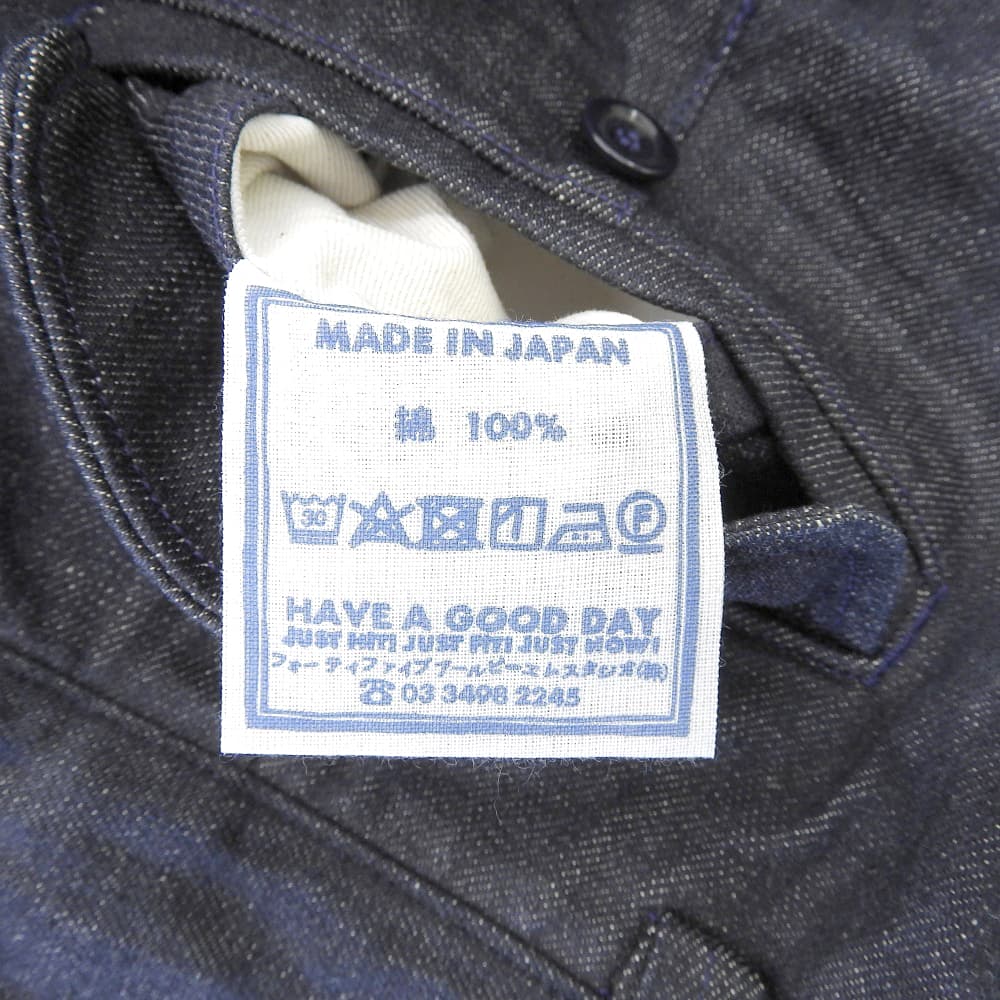 MADE IN JAPAN
綿 100%
30 F
HAVE A GOOD DAY
JUST HIT! JUST FIT! JUST NOW!
フォーティファイブアールピーエムスタジオ(株)
☎ 03 3498 2245